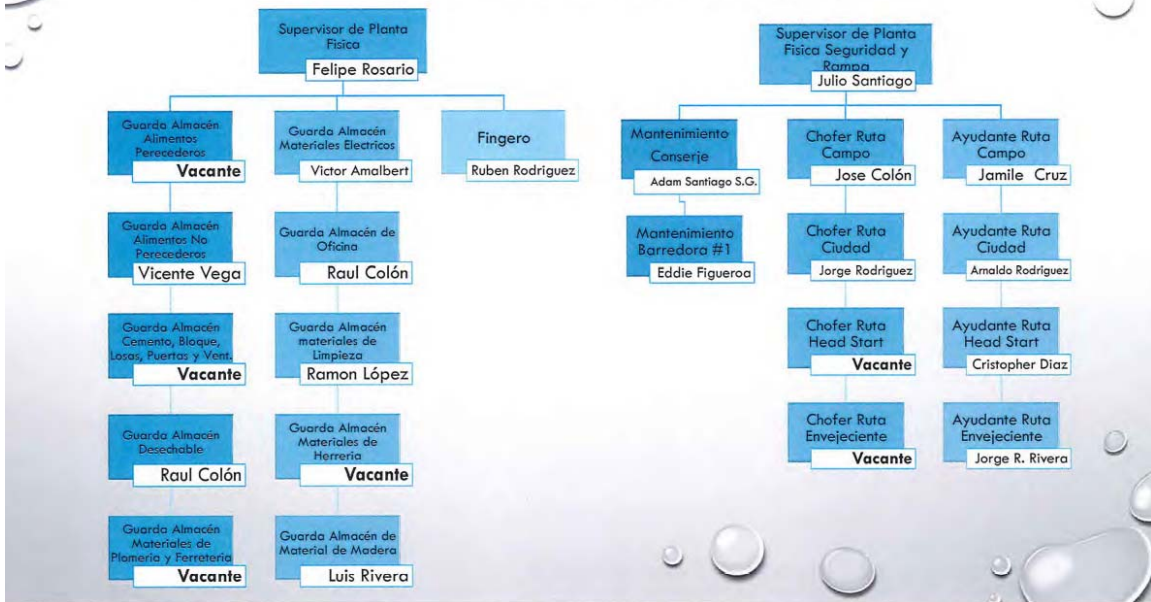 Supervisor de Planta
Fisica
Felipe Rosario
Guarda Almacén
Alimentos
Perecederos
Vacante
Guarda Almacén
Alimentos No
Perecederos
Vicente Vega
Guarda Almacén
Cemento, Bloque,
Losas, Puertas y Vent.
Vacante
Guarda Almacén
Desechable
Raul Colón
Guarda Almacén
Materiales de
Plomeria y Ferreteria
Vacante
Guarda Almacén
Materiales Electricos
Victor Amalbert
Guarda Almacén de
Oficina
Raul Colón
Guarda Almacén
materiales de
Limpieza
Ramon López
Guarda Almacén
Materiales de
Herreria
Vacante
Guarda Almacén de
Material de Madera
Luis Rivera
Fingero
Ruben Rodriguez
Supervisor de Planta
Fisica Seguridad y
Rampa
Julio Santiago
Mantenimiento
Conserje
Adam Santiago S.G.
Mantenimiento
Barredora #1
Eddie Figueroa
Chofer Ruta
Campo
Jose Colón
Chofer Ruta
Ciudad
Jorge Rodriguez
Chofer Ruta
Head Start
Vacante
Chofer Ruta
Envejeciente
Vacante
Ayudante Ruta
Campo
Jamile Cruz
Ayudante Ruta
Ciudad
Arnaldo Rodriguez
Ayudante Ruta
Head Start
Cristopher Diaz
Ayudante Ruta
Envejeciente
Jorge R. Rivera